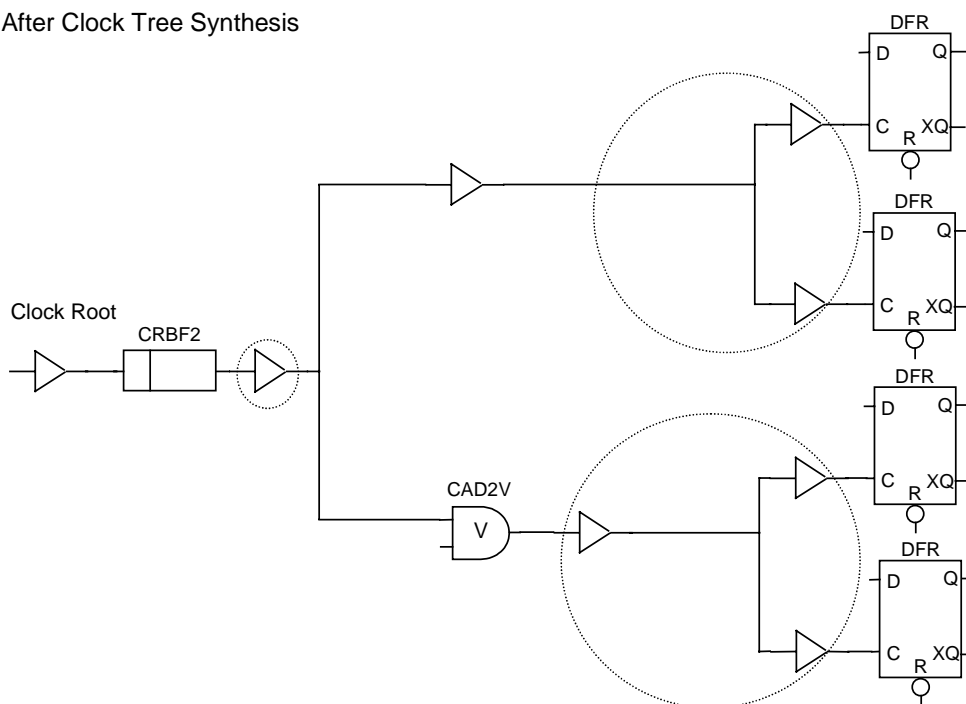 After Clock Tree Synthesis
DFR
D Q
C XQ
R
DFR
D Q
C XQ
R
Clock Root
CRBF2
DFR
D Q
C XQ
R
CAD2V
V
DFR
D Q
C XQ
R